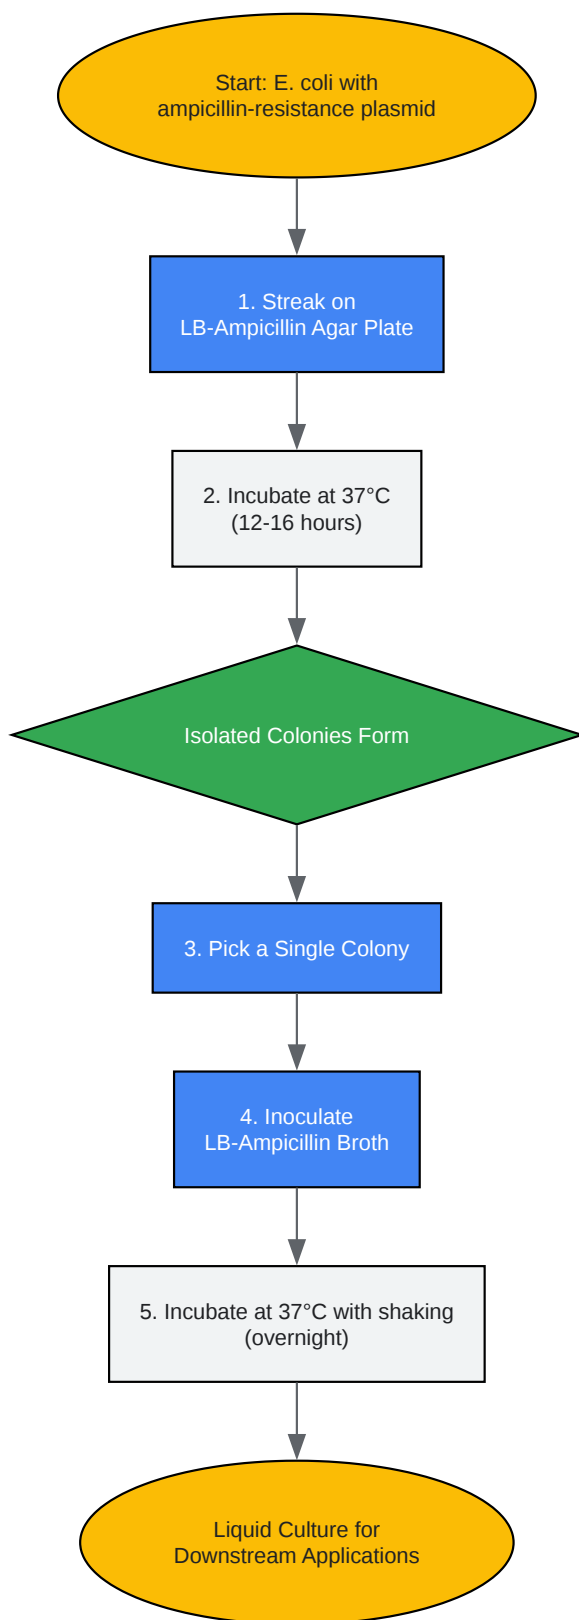 Start: E. coli with
ampicillin-resistance plasmid
1. Streak on
LB-Ampicillin Agar Plate
2. Incubate at 37°C
(12-16 hours)
Isolated Colonies Form
3. Pick a Single Colony
4. Inoculate
LB-Ampicillin Broth
5. Incubate at 37°C with shaking
(overnight)
Liquid Culture for
Downstream Applications